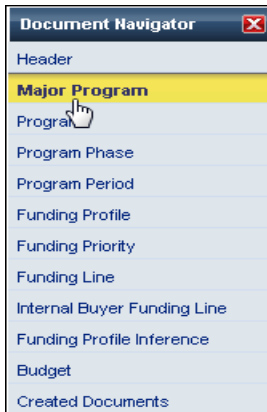 Document Navigator
Header
Major Program
Program
Program Phase
Program Period
Funding Profile
Funding Priority
Funding Line
Internal Buyer Funding Line
Funding Profile Inference
Budget
Created Documents